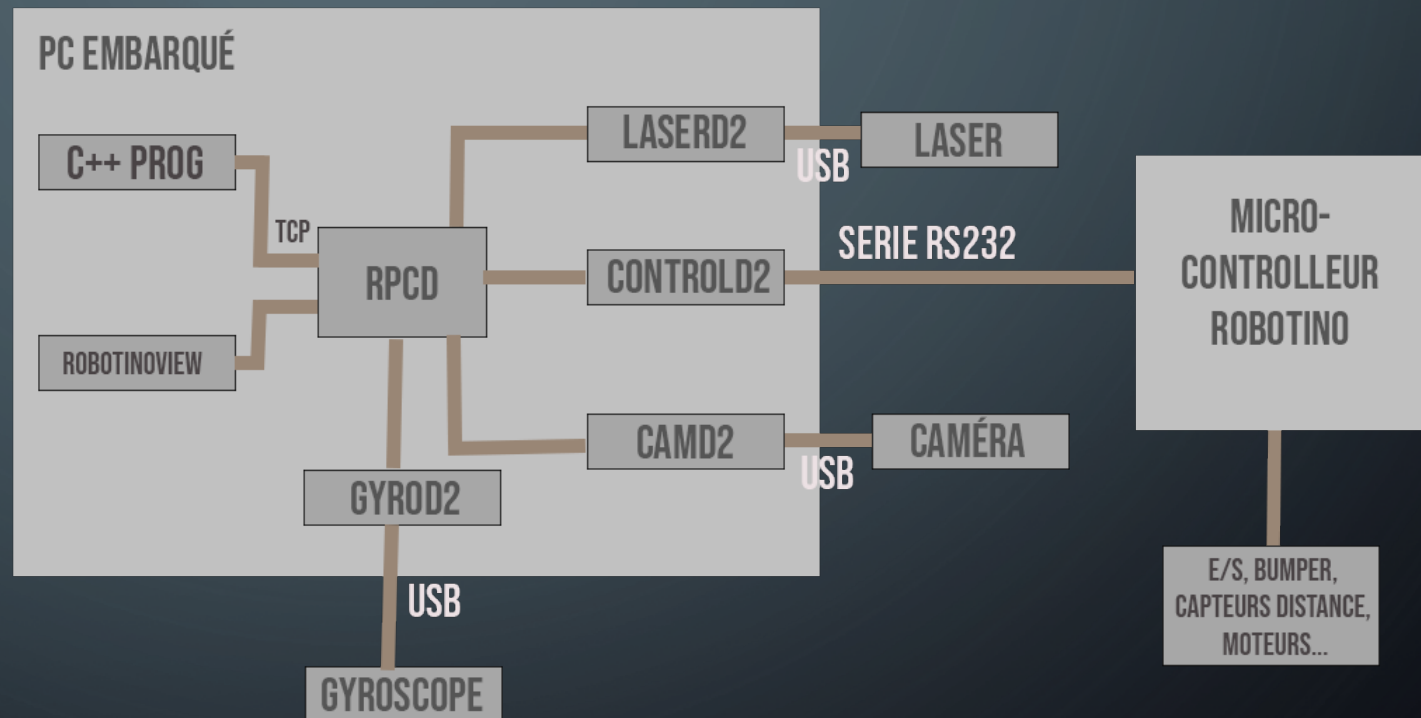 PC EMBARQUÉ
C++ PROG
TCP
RPCD
ROBOTINOVIEW
LASERD2
USB
LASER
CONTROLD2
SERIE RS232
MICRO-
CONTROLLEUR
ROBOTINO
CAMD2
USB
CAMÉRA
GYROD2
USB
GYROSCOPE
E/S, BUMPER,
CAPTEURS DISTANCE,
MOTEURS...